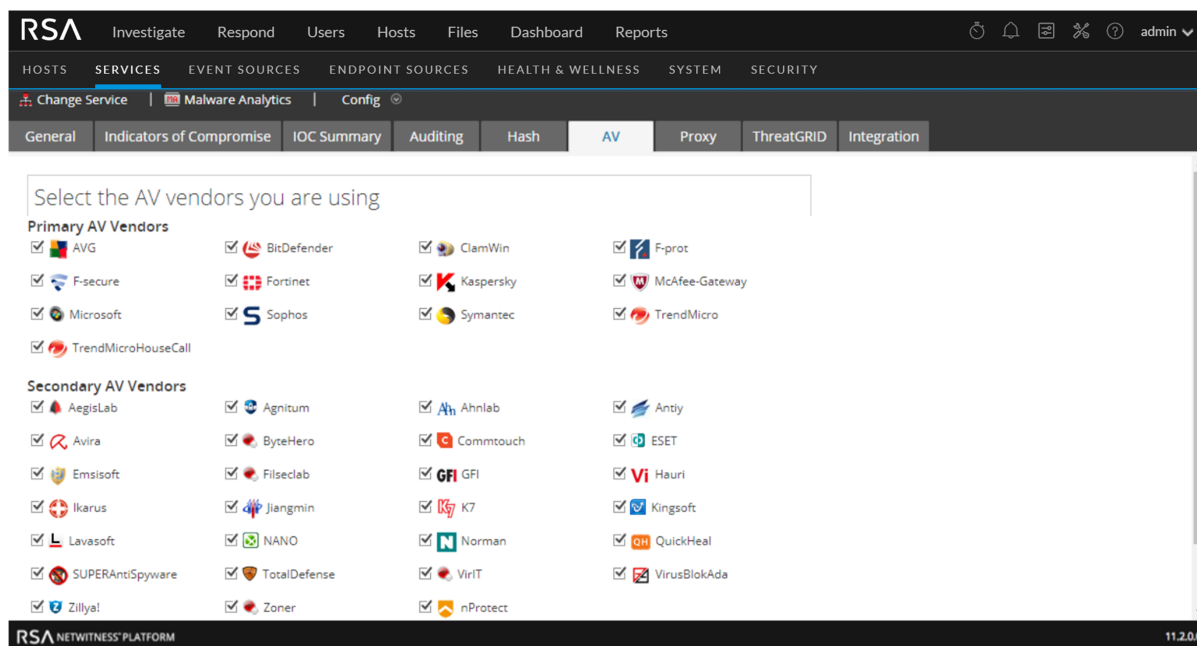 RSA Investigate Respond Users Hosts Files Dashboard Reports admin
HOSTS SERVICES EVENT SOURCES ENDPOINT SOURCES HEALTH & WELLNESS SYSTEM SECURITY
Change Service | MA Malware Analytics | Config
General Indicators of Compromise IOC Summary Auditing Hash AV Proxy ThreatGRID Integration
Select the AV vendors you are using
Primary AV Vendors
AVG BitDefender ClamWin F-prot
F-secure Fortinet Kaspersky McAfee-Gateway
Microsoft Sophos Symantec TrendMicro
TrendMicroHouseCall
Secondary AV Vendors
AegisLab Agnitum Ahnlab Antiy
Avira ByteHero Commtouch ESET
Emsisoft Filseclab GFI GFI Hauri
Ikarus Jiangmin K7 K7 Kingsoft
Lavasoft NANO Norman QH QuickHeal
SUPERAntiSpyware TotalDefense VirIT VirusBlokAda
Zillya! Zoner nProtect
RSA NETWITNESS® PLATFORM 11.2.0.